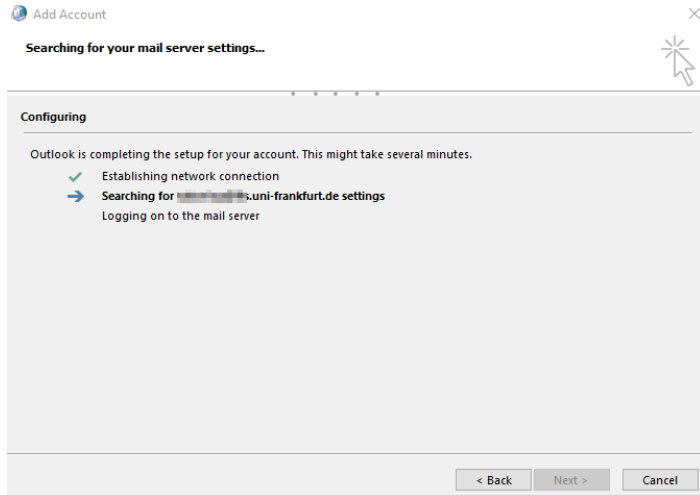 Add Account
Searching for your mail server settings...
Configuring
Outlook is completing the setup for your account. This might take several minutes.
Establishing network connection
Searching for s.uni-frankfurt.de settings
Logging on to the mail server
< Back
Next >
Cancel